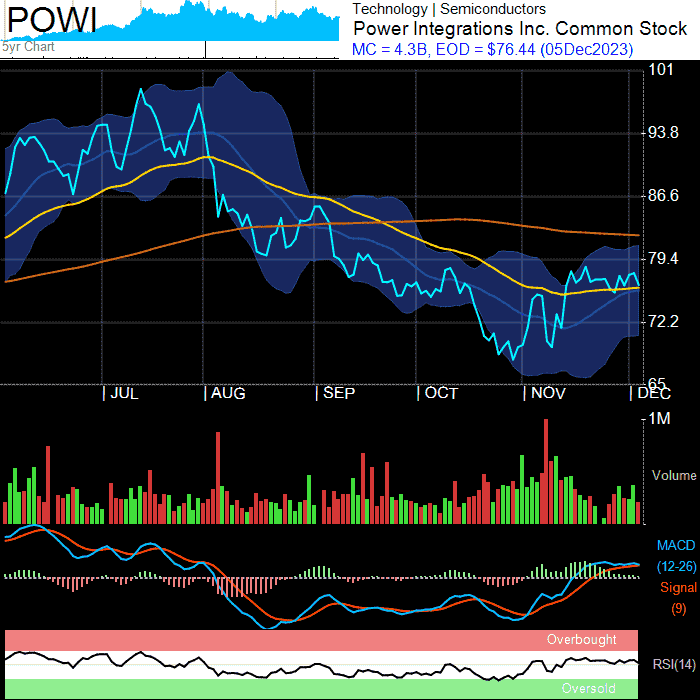 POWI
5yr Chart
Technology | Semiconductors
Power Integrations Inc. Common Stock
MC = 4.3B, EOD = $76.44 (05Dec2023)
101
93.8
86.6
79.4
72.2
65
| JUL | AUG | SEP | OCT | NOV | DEC
1M
Volume
MACD
(12-26)
Signal
(9)
Overbought
RSI(14)
Oversold